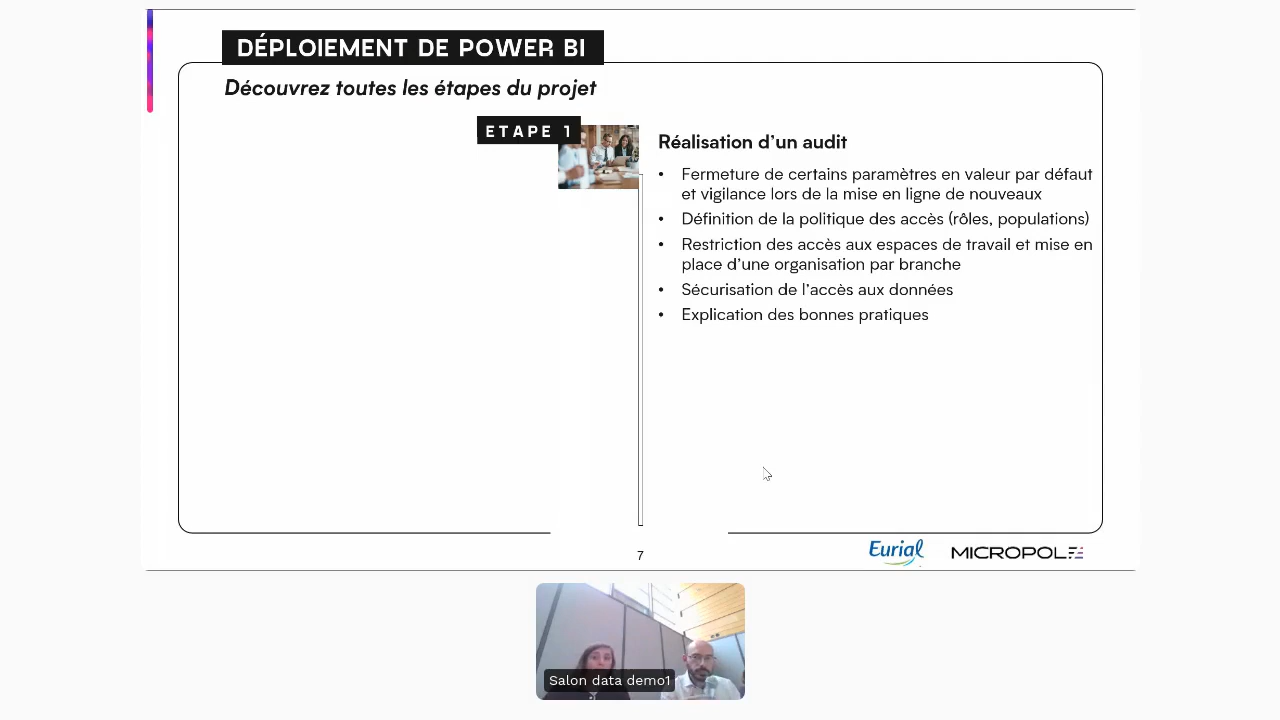 DÉPLOIEMENT DE POWER BI
Découvrez toutes les étapes du projet
ETAPE 1
Réalisation d’un audit
• Fermeture de certains paramètres en valeur par défaut
et vigilance lors de la mise en ligne de nouveaux
• Définition de la politique des accès (rôles, populations)
• Restriction des accès aux espaces de travail et mise en
place d’une organisation par branche
• Sécurisation de l’accès aux données
• Explication des bonnes pratiques
7
Eurial
MICROPOLE
Salon data demo1